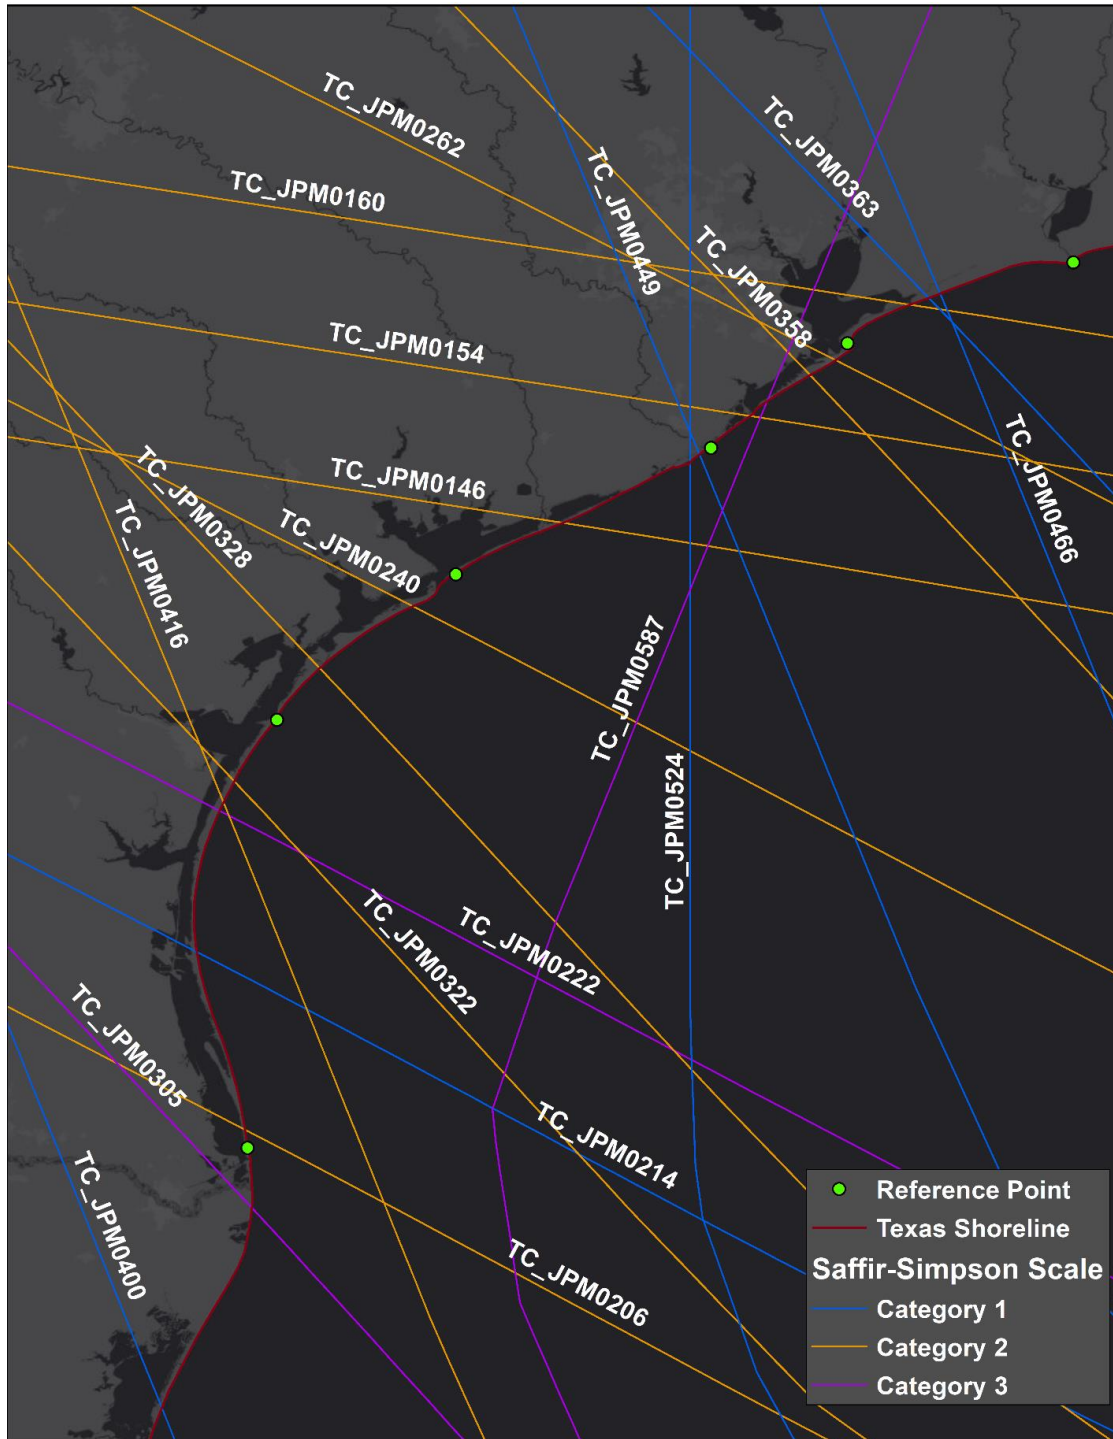 TC_JPM0262
TC_JPM0363
TC_JPM0160
TC_JPM0449
TC_JPM0358
TC_JPM0154
TC_JPM0466
TC_JPM0328
TC_JPM0146
TC_JPM0416
TC_JPM0240
TC_JPM0587
TC_JPM0524
TC_JPM0322
TC_JPM0222
TC_JPM0305
TC_JPM0214
TC_JPM0400
TC_JPM0206
Reference Point
Texas Shoreline
Saffir-Simpson Scale
Category 1
Category 2
Category 3